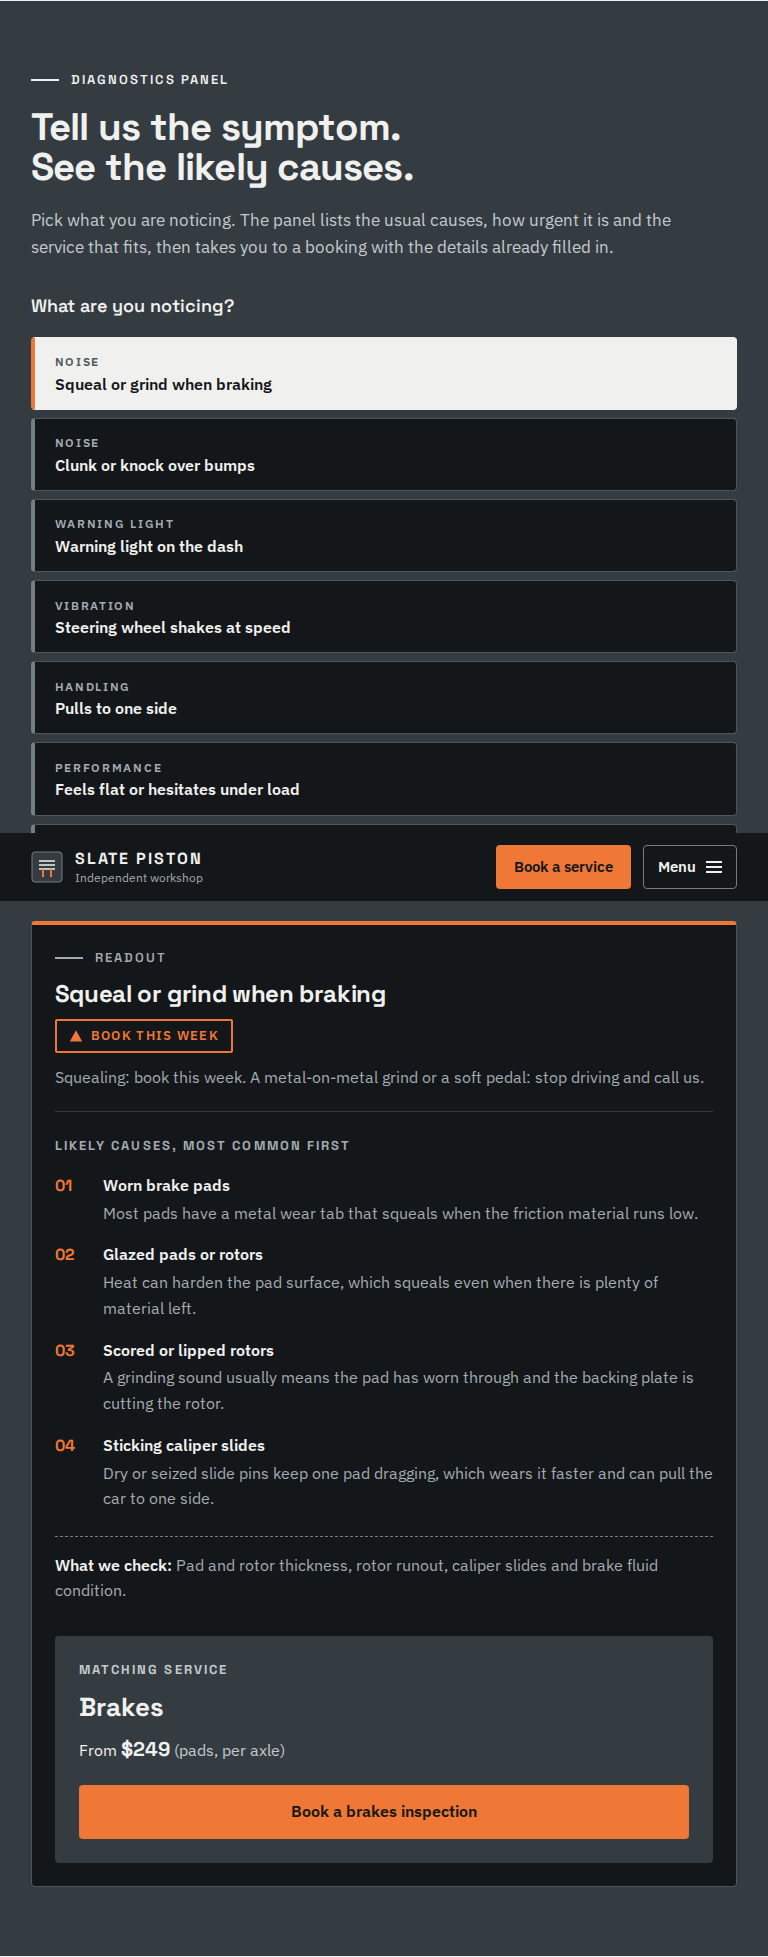 DIAGNOSTICS PANEL
Tell us the symptom.
See the likely causes.
Pick what you are noticing. The panel lists the usual causes, how urgent it is and the
service that fits, then takes you to a booking with the details already filled in.
What are you noticing?
NOISE
Squeal or grind when braking
NOISE
Clunk or knock over bumps
WARNING LIGHT
Warning light on the dash
VIBRATION
Steering wheel shakes at speed
HANDLING
Pulls to one side
PERFORMANCE
Feels flat or hesitates under load
SLATE PISTON
Independent workshop
Book a service
Menu
READOUT
Squeal or grind when braking
BOOK THIS WEEK
Squealing: book this week. A metal-on-metal grind or a soft pedal: stop driving and call us.
LIKELY CAUSES, MOST COMMON FIRST
01 Worn brake pads
Most pads have a metal wear tab that squeals when the friction material runs low.
02 Glazed pads or rotors
Heat can harden the pad surface, which squeals even when there is plenty of
material left.
03 Scored or lipped rotors
A grinding sound usually means the pad has worn through and the backing plate is
cutting the rotor.
04 Sticking caliper slides
Dry or seized slide pins keep one pad dragging, which wears it faster and can pull the
car to one side.
What we check: Pad and rotor thickness, rotor runout, caliper slides and brake fluid
condition.
MATCHING SERVICE
Brakes
From $249 (pads, per axle)
Book a brakes inspection